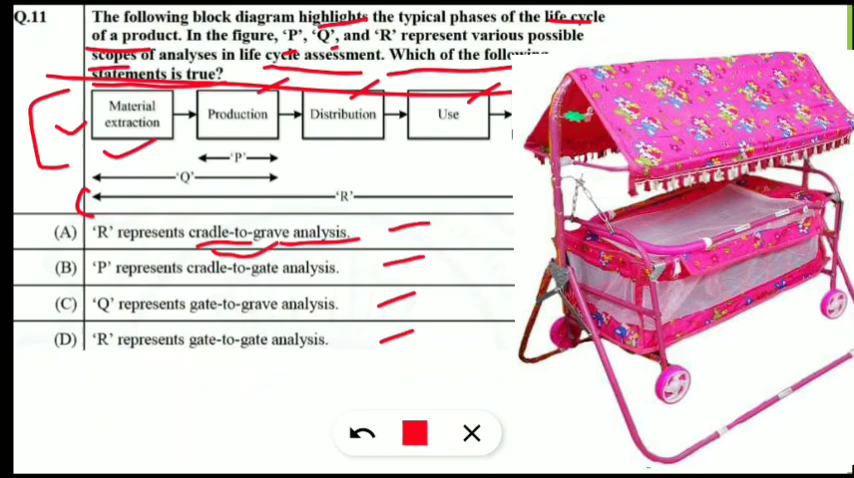 Q.11 The following block diagram highlights the typical phases of the life cycle
of a product. In the figure, ‘P’, ‘Q’, and ‘R’ represent various possible
scopes of analyses in life cycle assessment. Which of the
statements is true?
Material extraction
Production
Distribution
Use
‘P’
‘Q’
‘R’
(A) ‘R’ represents cradle-to-grave analysis.
(B) ‘P’ represents cradle-to-gate analysis.
(C) ‘Q’ represents gate-to-grave analysis.
(D) ‘R’ represents gate-to-gate analysis.